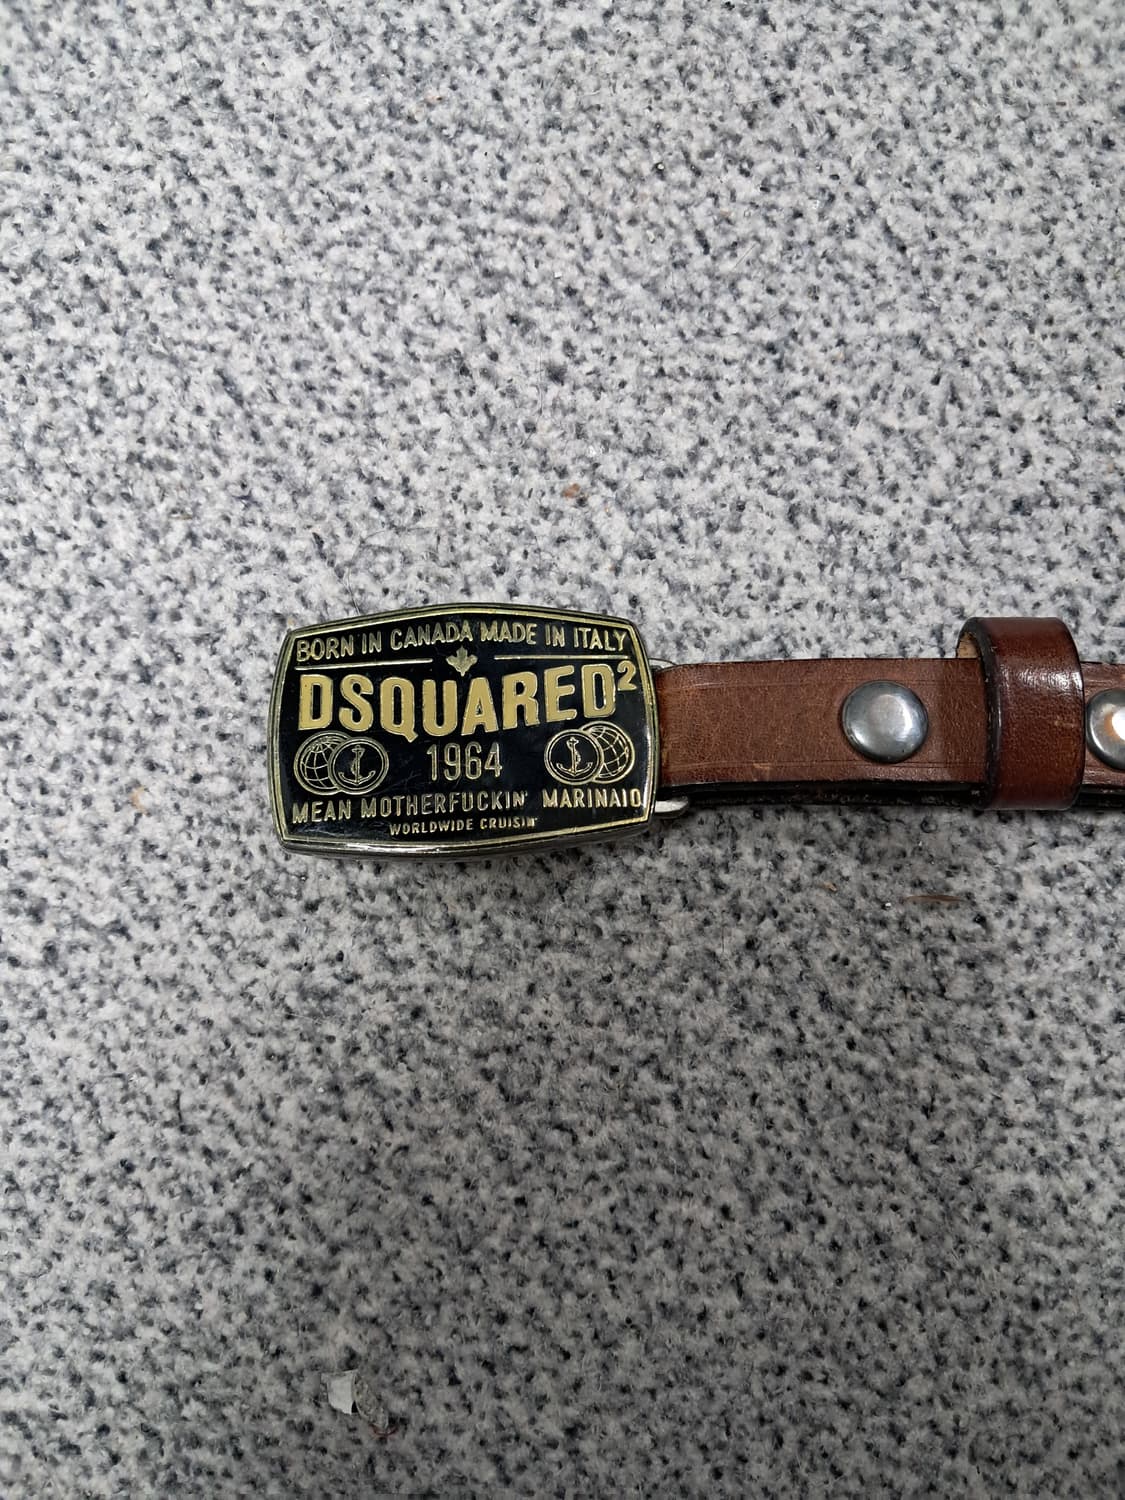 BORN IN CANADA MADE IN ITALY
DSQUARED²
1964
MEAN MOTHERFUCKIN' MARINAIO
WORLDWIDE CRUISIN'